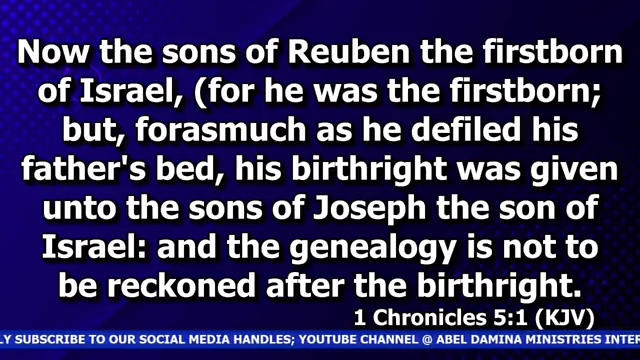 Now the sons of Reuben the firstborn
of Israel, (for he was the firstborn;
but, forasmuch as he defiled his
father's bed, his birthright was given
unto the sons of Joseph the son of
Israel: and the genealogy is not to
be reckoned after the birthright.
1 Chronicles 5:1 (KJV)
SUBSCRIBE TO OUR SOCIAL MEDIA HANDLES; YOUTUBE CHANNEL @ ABEL DAMINA MINISTRIES